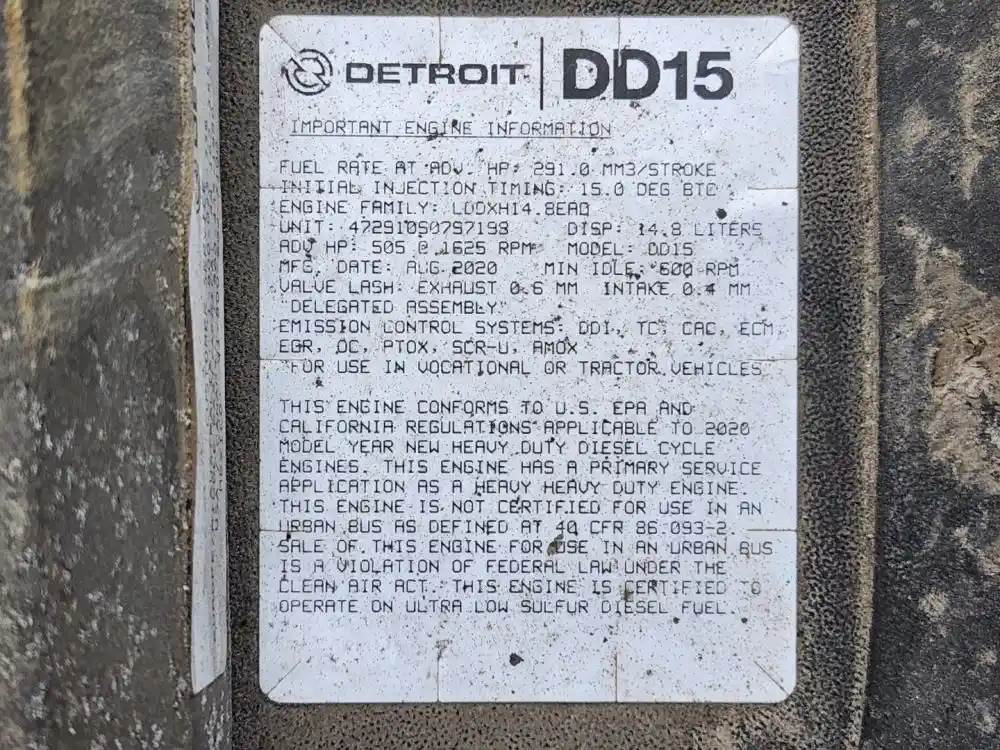 DETROIT DD15
IMPORTANT ENGINE INFORMATION
FUEL RATE AT ADV. HP: 291.0 MM3/STROKE
INITIAL INJECTION TIMING: 15.0 DEG BTC
ENGINE FAMILY: LDDXH14.8EAD
UNIT: 472910S0797198 DISP: 14.8 LITERS
ADV HP: 505 @ 1625 RPM MODEL: DD15
MFG. DATE: AUG 2020 MIN IDLE: 600 RPM
VALVE LASH: EXHAUST 0.6 MM INTAKE 0.4 MM
"DELEGATED ASSEMBLY"
EMISSION CONTROL SYSTEMS: DDI, TC, CAC, ECM
EGR, OC, PTOX, SCR-U, AMOX
"FOR USE IN VOCATIONAL OR TRACTOR VEHICLES
THIS ENGINE CONFORMS TO U.S. EPA AND
CALIFORNIA REGULATIONS APPLICABLE TO 2020
MODEL YEAR NEW HEAVY DUTY DIESEL CYCLE
ENGINES. THIS ENGINE HAS A PRIMARY SERVICE
APPLICATION AS A HEAVY HEAVY DUTY ENGINE.
THIS ENGINE IS NOT CERTIFIED FOR USE IN AN
URBAN BUS AS DEFINED AT 40 CFR 86.093-2.
SALE OF THIS ENGINE FOR USE IN AN URBAN BUS
IS A VIOLATION OF FEDERAL LAW UNDER THE
CLEAN AIR ACT. THIS ENGINE IS CERTIFIED TO
OPERATE ON ULTRA LOW SULFUR DIESEL FUEL.